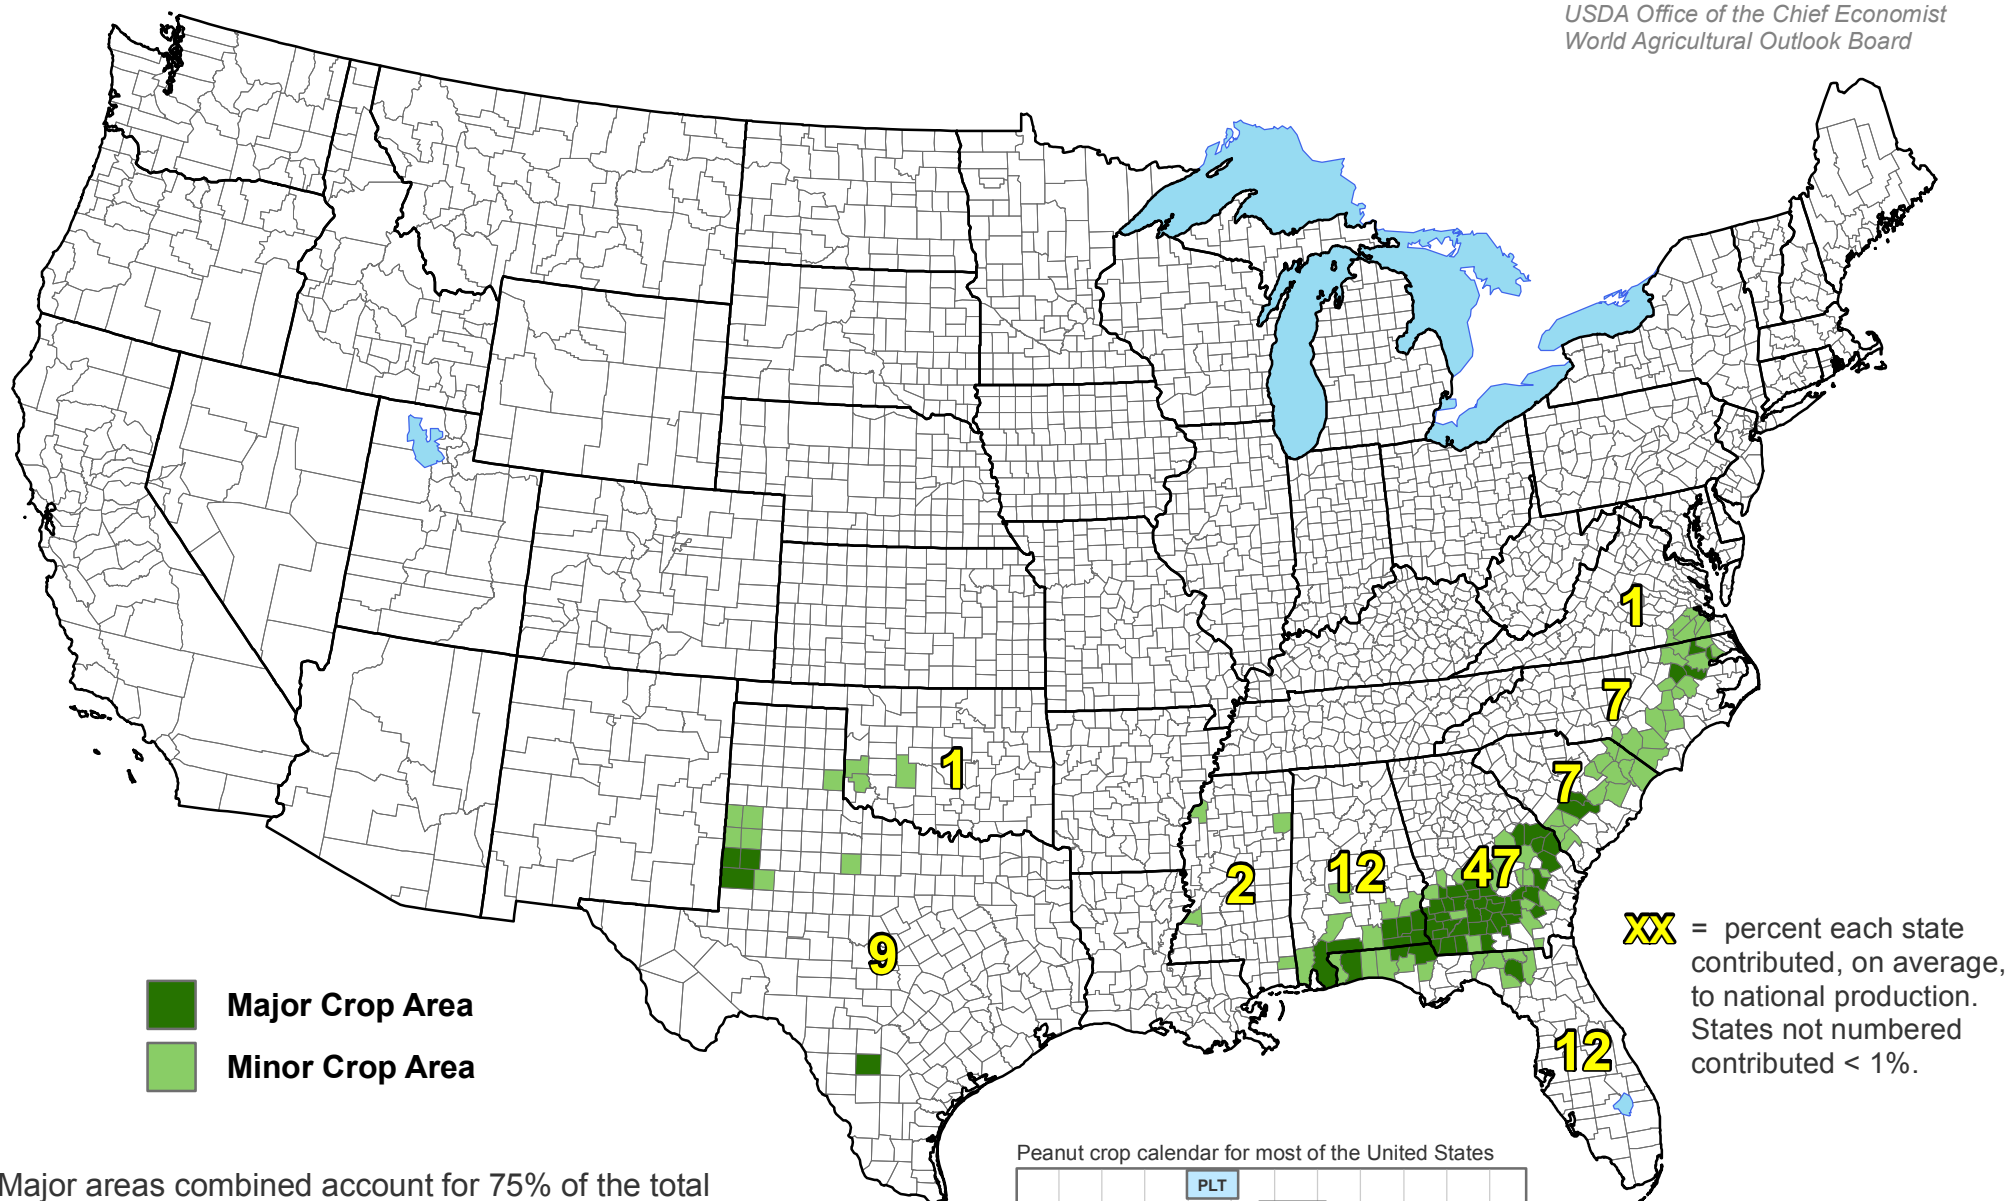 USDA Office of the Chief Economist
World Agricultural Outlook Board
1
7
1
7
47
12
2
9
12
xx = percent each state
contributed, on average,
to national production.
States not numbered
contributed < 1%.
Major Crop Area
Minor Crop Area
Peanut crop calendar for most of the United States
PLT
Major areas combined account for 75% of the total